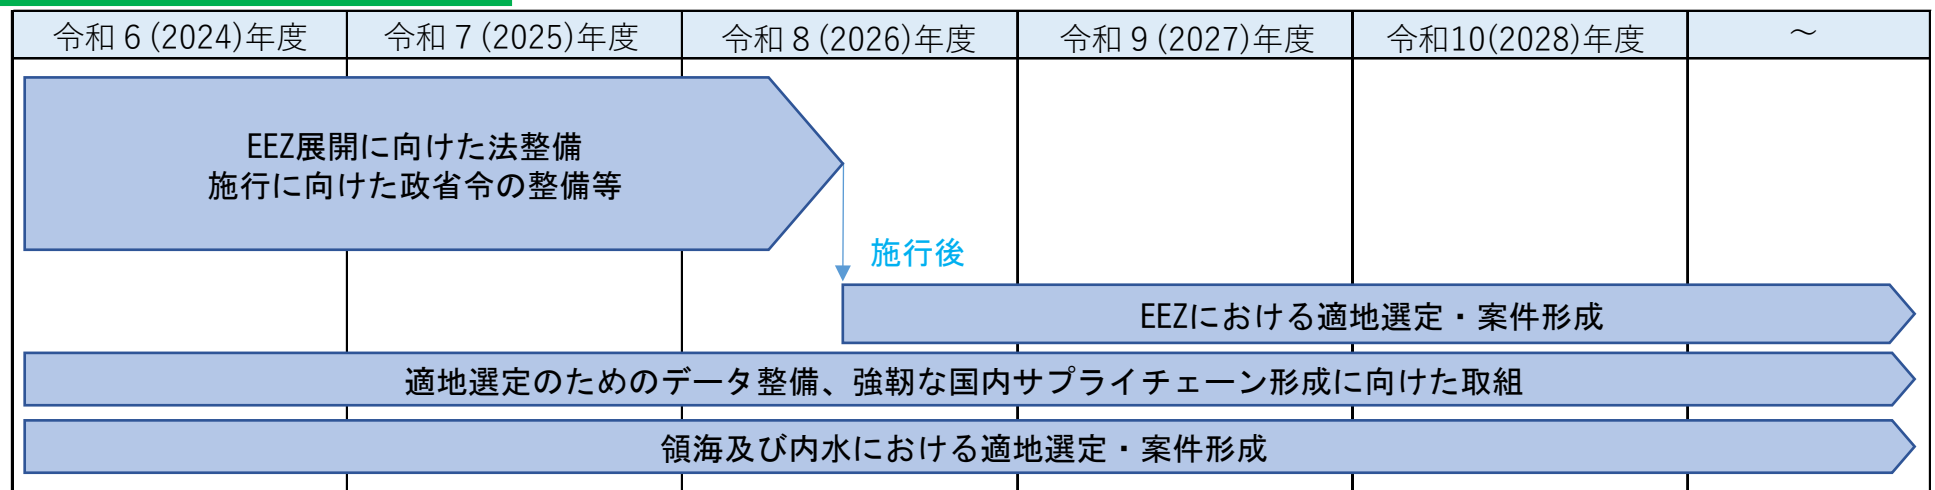 令和６(2024)年度
令和７(2025)年度
令和８(2026)年度
令和９(2027)年度
令和10(2028)年度
～
EEZ展開に向けた法整備
施行に向けた政省令の整備等
施行後
EEZにおける適地選定・案件形成
適地選定のためのデータ整備、強靭な国内サプライチェーン形成に向けた取組
領海及び内水における適地選定・案件形成